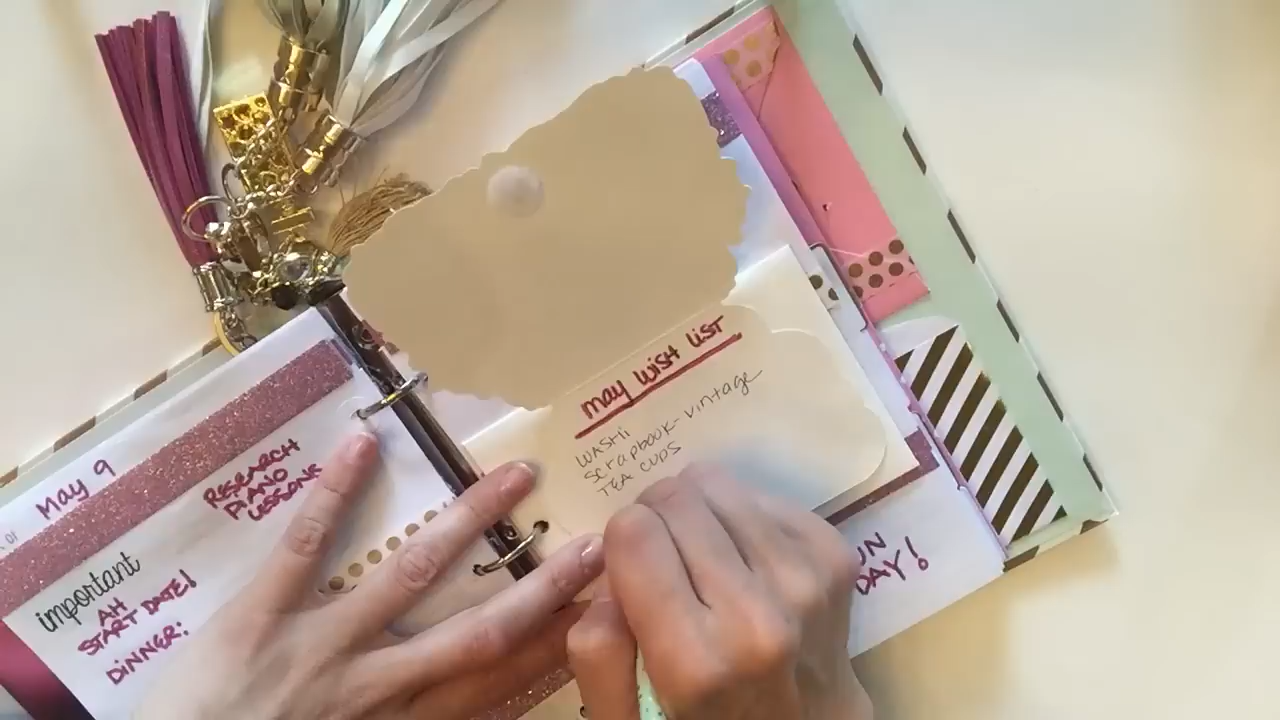 May 9
RESEARCH
PIANO
LESSONS
important
AH
START DATE!
DINNER:
may WISH LIST
WASHI
scrapbook-vintage
TEA CUPS
DAY!